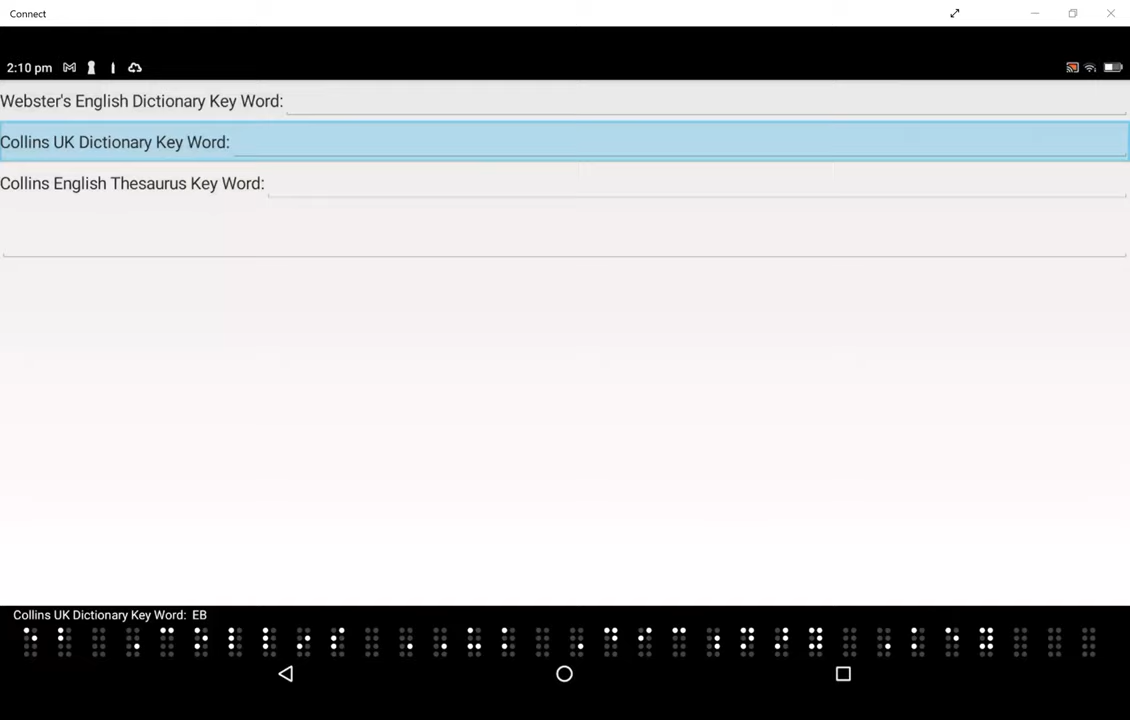 Connect
2:10 pm
Webster's English Dictionary Key Word:
Collins UK Dictionary Key Word:
Collins English Thesaurus Key Word:
Collins UK Dictionary Key Word: EB